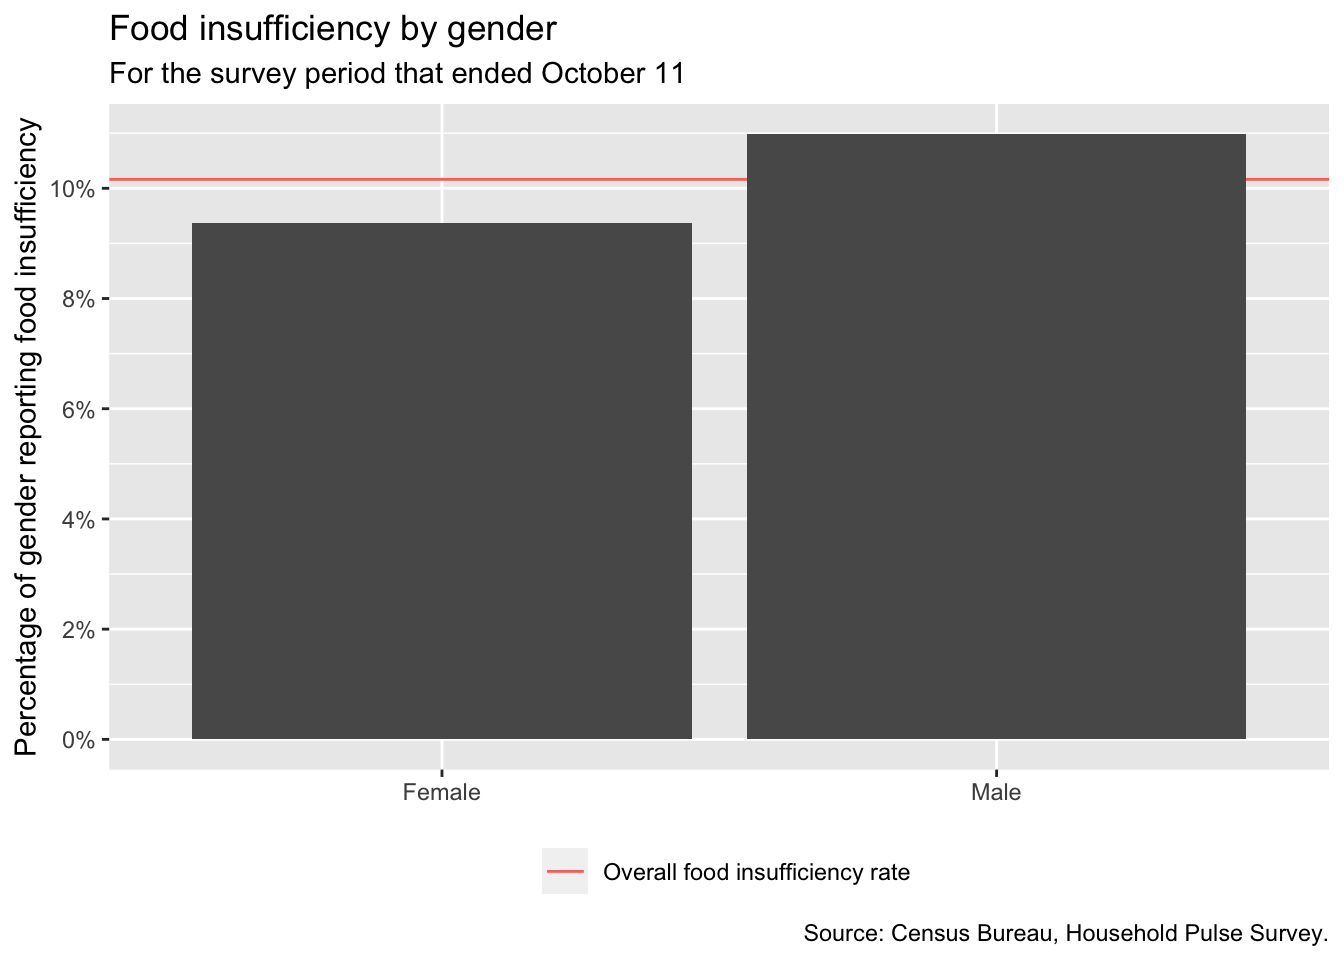 Food insufficiency by gender
For the survey period that ended October 11
Percentage of gender reporting food insufficiency
10%
8%
6%
4%
2%
0%
Female
Male
Overall food insufficiency rate
Source: Census Bureau, Household Pulse Survey.